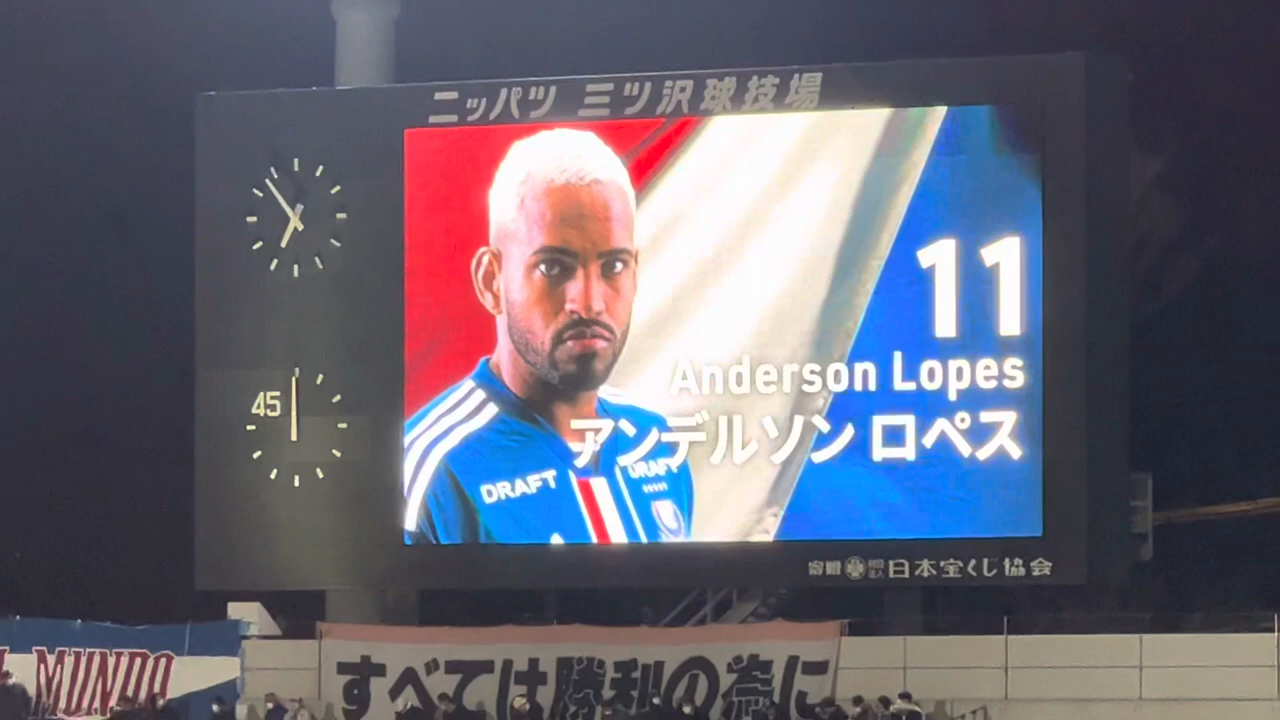 ニッパツ 三ツ沢球技場
45
11
Anderson Lopes
アンデルソン ロペス
DRAFT
DRAFT
寄贈 日本宝くじ協会
MUNDO
すべては勝利の為に